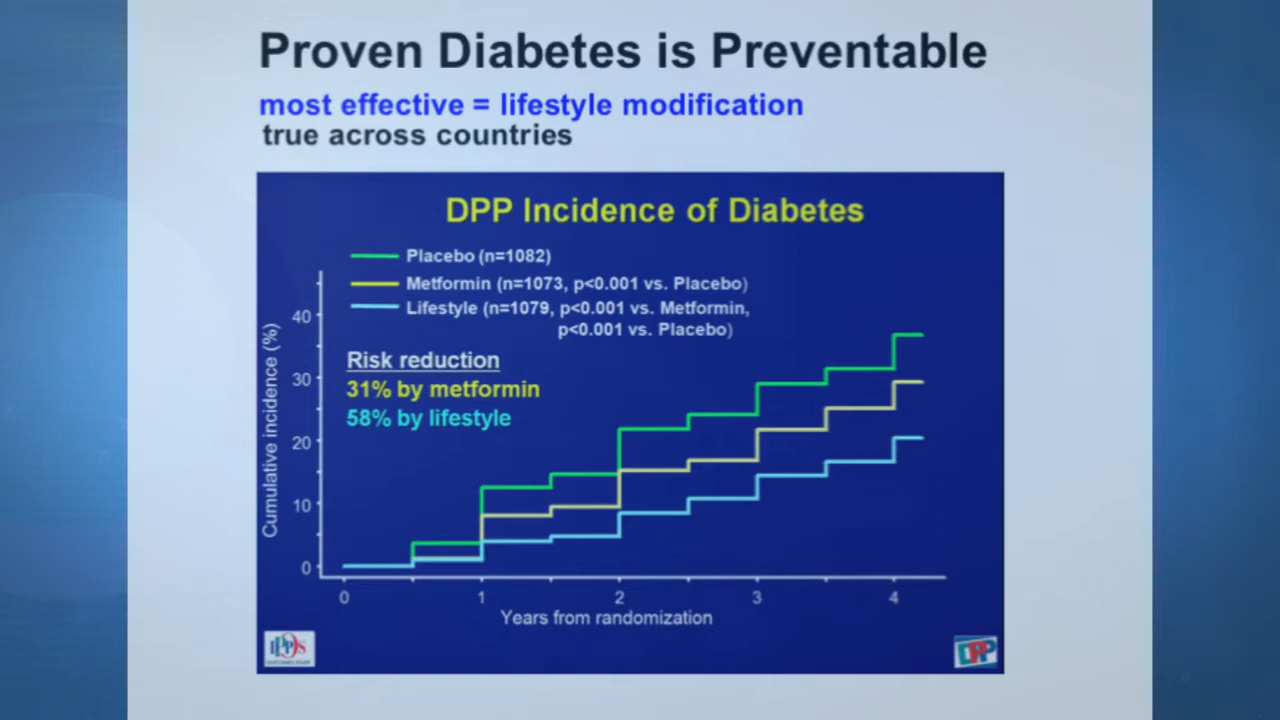 Proven Diabetes is Preventable
most effective = lifestyle modification
true across countries
DPP Incidence of Diabetes
Placebo (n=1082)
Metformin (n=1073, p<0.001 vs. Placebo)
Lifestyle (n=1079, p<0.001 vs. Metformin,
p<0.001 vs. Placebo)
Risk reduction
31% by metformin
58% by lifestyle
Cumulative incidence (%)
40
30
20
10
0
0 1 2 3 4
Years from randomization
DPP